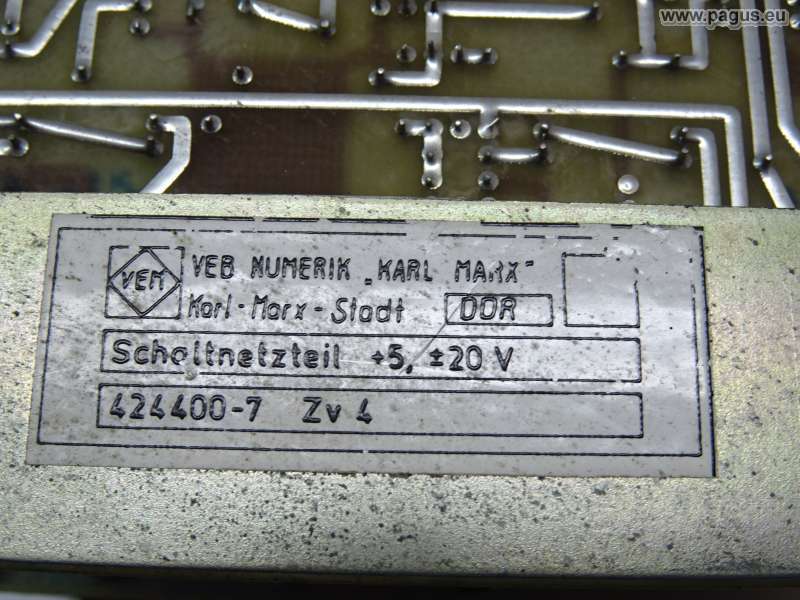 www.pagus.eu
VEM
VEB NUMERIK „KARL MARX"
Karl-Marx-Stadt DDR
Schaltnetzteil +5, ±20 V
424400-7 Zv 4